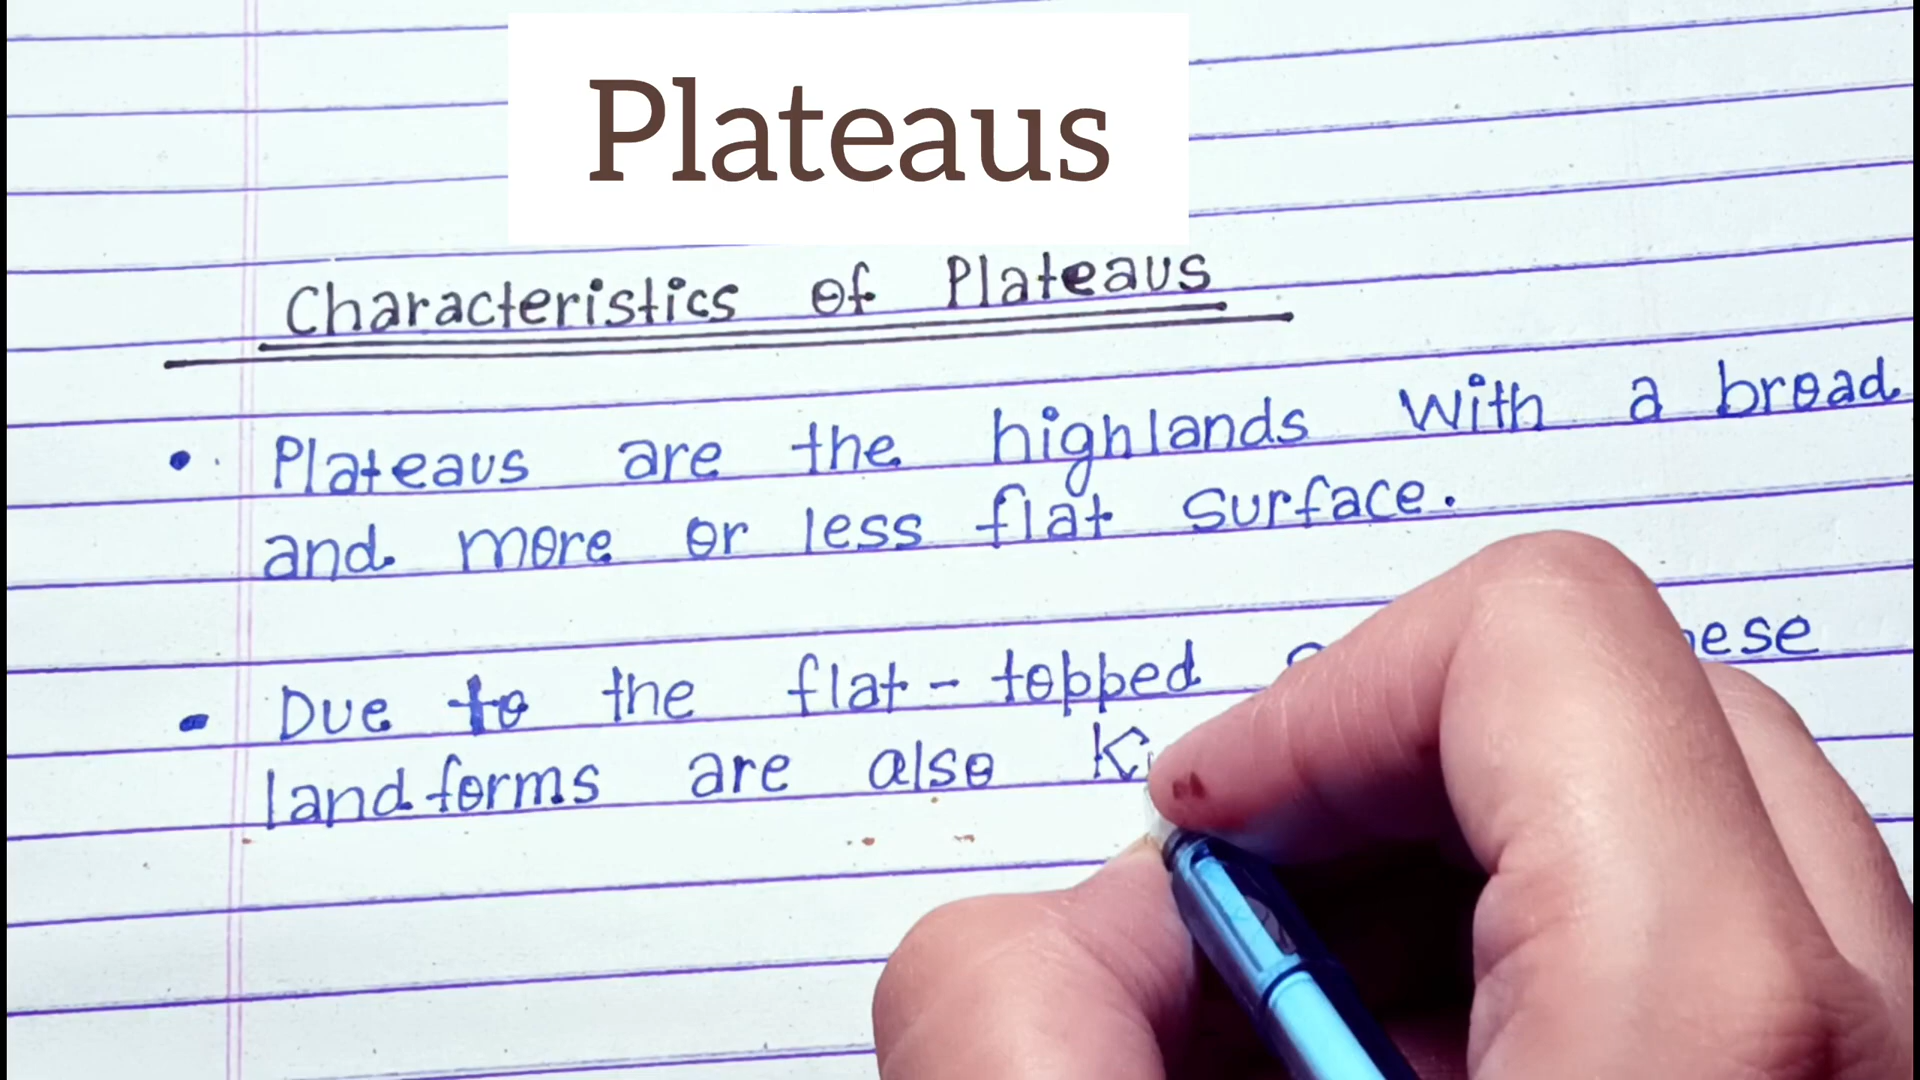 Plateaus
Characteristics of Plateaus
• Plateaus are the highlands with a broad
and more or less flat surface.
• Due to the flat-topped
landforms are also